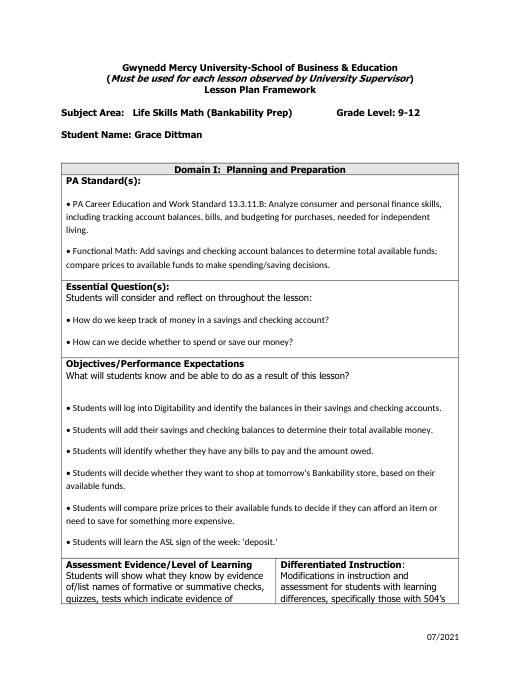 Gwynedd Mercy University-School of Business & Education
(Must be used for each lesson observed by University Supervisor)
Lesson Plan Framework
Subject Area: Life Skills Math (Bankability Prep) Grade Level: 9-12
Student Name: Grace Dittman
Domain I: Planning and Preparation
PA Standard(s):
• PA Career Education and Work Standard 13.3.11.B: Analyze consumer and personal finance skills,
including tracking account balances, bills, and budgeting for purchases, needed for independent
living.
• Functional Math: Add savings and checking account balances to determine total available funds;
compare prices to available funds to make spending/saving decisions.
Essential Question(s):
Students will consider and reflect on throughout the lesson:
• How do we keep track of money in a savings and checking account?
• How can we decide whether to spend or save our money?
Objectives/Performance Expectations
What will students know and be able to do as a result of this lesson?
• Students will log into Digitability and identify the balances in their savings and checking accounts.
• Students will add their savings and checking balances to determine their total available money.
• Students will identify whether they have any bills to pay and the amount owed.
• Students will decide whether they want to shop at tomorrow's Bankability store, based on their
available funds.
• Students will compare prize prices to their available funds to decide if they can afford an item or
need to save for something more expensive.
• Students will learn the ASL sign of the week: 'deposit.'
Assessment Evidence/Level of Learning
Students will show what they know by evidence
of/list names of formative or summative checks,
quizzes, tests which indicate evidence of
Differentiated Instruction:
Modifications in instruction and
assessment for students with learning
differences, specifically those with 504's
07/2021